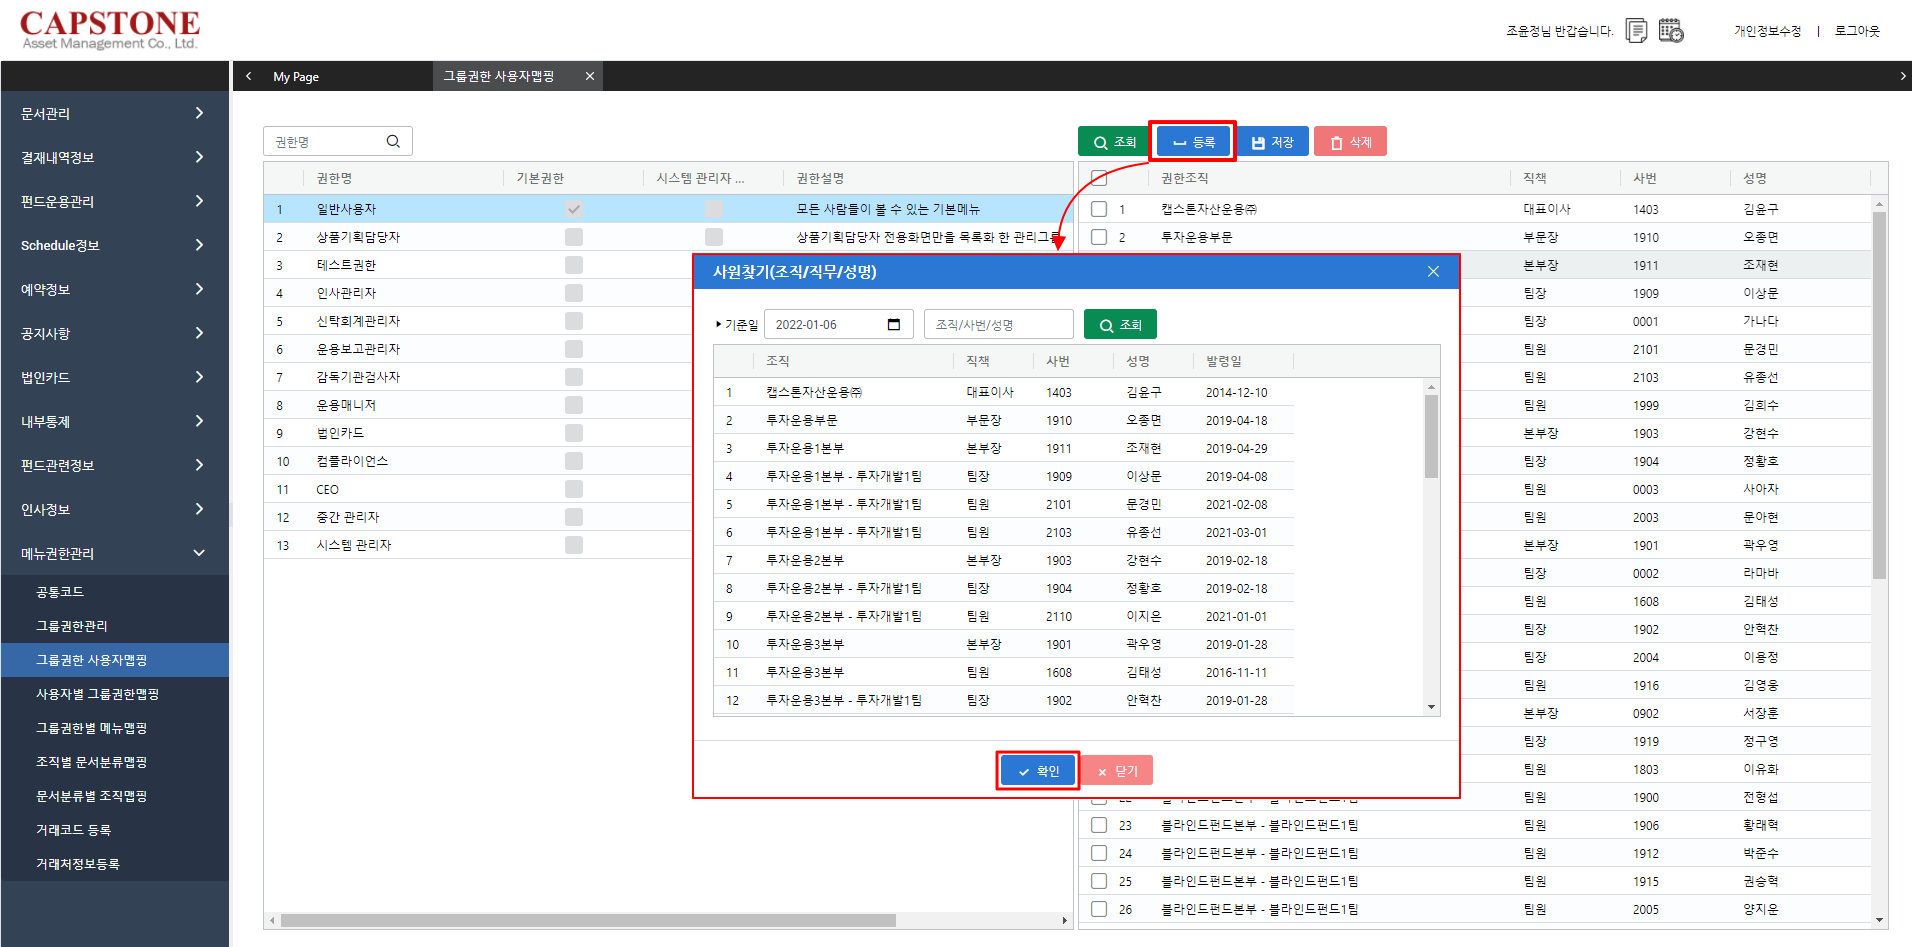 CAPSTONE
Asset Management Co., Ltd.
조윤정님 반갑습니다.
개인정보수정 | 로그아웃
My Page
그룹권한 사용자맵핑
문서관리
결재내역정보
펀드운용관리
Schedule정보
예약정보
공지사항
법인카드
내부통제
펀드관련정보
인사정보
메뉴권한관리
공통코드
그룹권한관리
그룹권한 사용자맵핑
사용자별 그룹권한맵핑
그룹권한별 메뉴맵핑
조직별 문서분류맵핑
문서분류별 조직맵핑
거래코드 등록
거래처정보등록
권한명
권한명 기본권한 시스템 관리자 ... 권한설명
1 일반사용자 모든 사람들이 볼 수 있는 기본메뉴
2 상품기획담당자 상품기획담당자 전용화면만을 목록화 한 관리그룹
3 테스트권한
4 인사관리자
5 신탁회계관리자
6 운용보고관리자
7 감독기관검사자
8 운용매니저
9 법인카드
10 컴플라이언스
11 CEO
12 중간 관리자
13 시스템 관리자
조회 등록 저장 삭제
권한조직 직책 사번 성명
1 캡스톤자산운용㈜ 대표이사 1403 김윤구
2 투자운용부문 부문장 1910 오종면
본부장 1911 조재현
팀장 1909 이상문
팀장 0001 가나다
팀원 2101 문경민
팀원 2103 유종선
팀원 1999 김희수
본부장 1903 강현수
팀장 1904 정황호
팀원 0003 사아자
팀원 2003 문아현
본부장 1901 곽우영
팀장 0002 라마바
팀원 1608 김태성
팀장 1902 안혁찬
팀장 2004 이용정
팀원 1916 김영웅
본부장 0902 서장훈
팀장 1919 정구영
팀원 1803 이유화
팀원 1900 전형섭
23 블라인드펀드본부 - 블라인드펀드1팀 팀원 1906 황래혁
24 블라인드펀드본부 - 블라인드펀드1팀 팀원 1912 박준수
25 블라인드펀드본부 - 블라인드펀드1팀 팀원 1915 권승혁
26 블라인드펀드본부 - 블라인드펀드1팀 팀원 2005 양지운
사원찾기(조직/직무/성명)
기준일 2022-01-06 조직/사번/성명 조회
조직 직책 사번 성명 발령일
1 캡스톤자산운용㈜ 대표이사 1403 김윤구 2014-12-10
2 투자운용부문 부문장 1910 오종면 2019-04-18
3 투자운용1본부 본부장 1911 조재현 2019-04-29
4 투자운용1본부 - 투자개발1팀 팀장 1909 이상문 2019-04-08
5 투자운용1본부 - 투자개발1팀 팀원 2101 문경민 2021-02-08
6 투자운용1본부 - 투자개발1팀 팀원 2103 유종선 2021-03-01
7 투자운용2본부 본부장 1903 강현수 2019-02-18
8 투자운용2본부 - 투자개발1팀 팀장 1904 정황호 2019-02-18
9 투자운용2본부 - 투자개발1팀 팀원 2110 이지은 2021-01-01
10 투자운용3본부 본부장 1901 곽우영 2019-01-28
11 투자운용3본부 팀원 1608 김태성 2016-11-11
12 투자운용3본부 - 투자개발1팀 팀장 1902 안혁찬 2019-01-28
확인 닫기